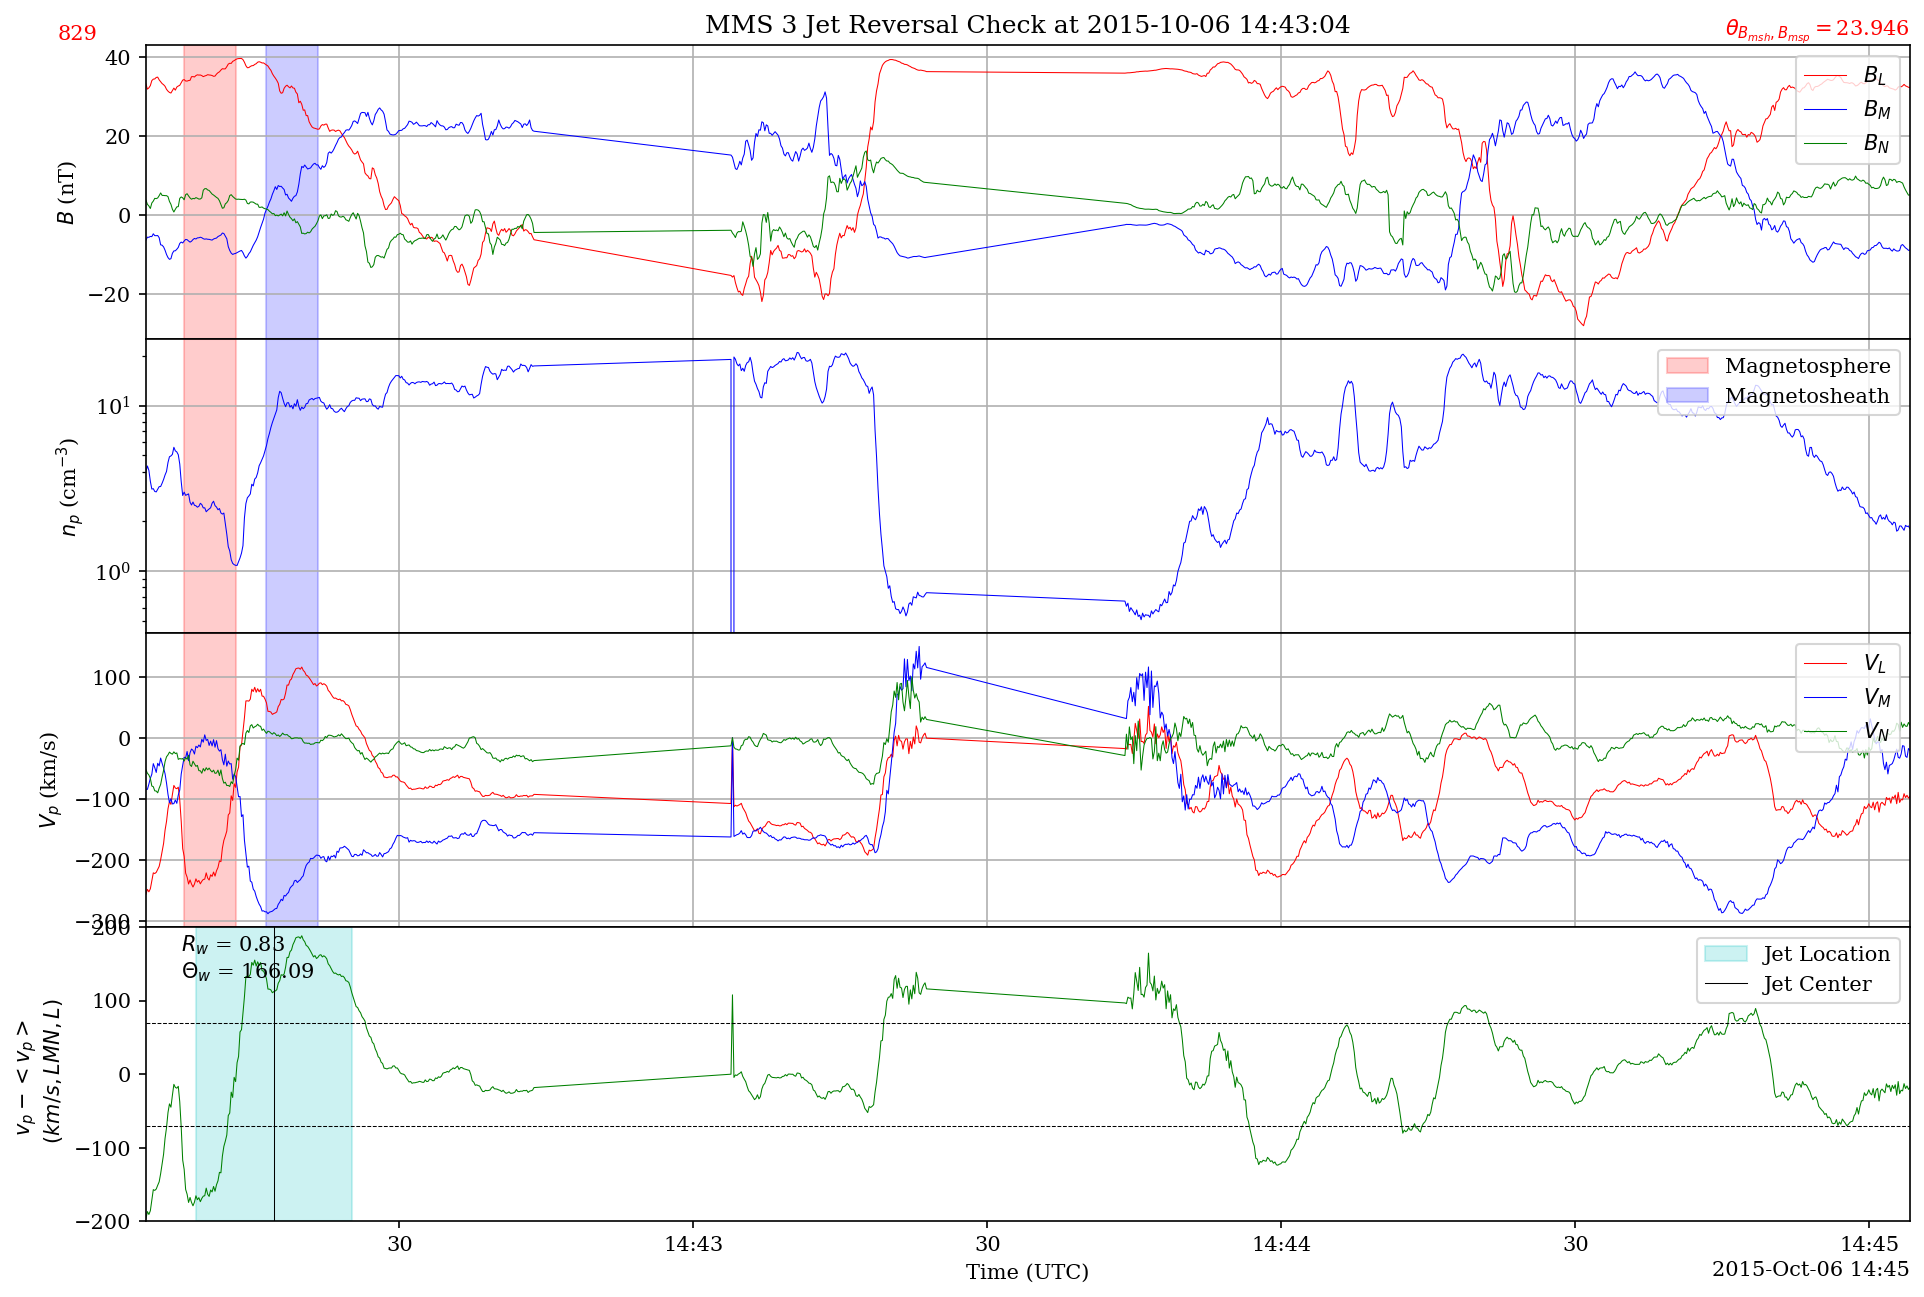 829
MMS 3 Jet Reversal Check at 2015-10-06 14:43:04
θ_{B_{msh}, B_{msp}} = 23.946
40
20
0
−20
B (nT)
B_L
B_M
B_N
10^1
10^0
n_p (cm^{−3})
Magnetosphere
Magnetosheath
100
0
−100
−200
−300
V_p (km/s)
V_L
V_M
V_N
200
100
0
−100
−200
v_p − < v_p >
(km/s, LMN, L)
R_w = 0.83
Θ_w = 166.09
Jet Location
Jet Center
30
14:43
30
14:44
30
14:45
Time (UTC)
2015-Oct-06 14:45